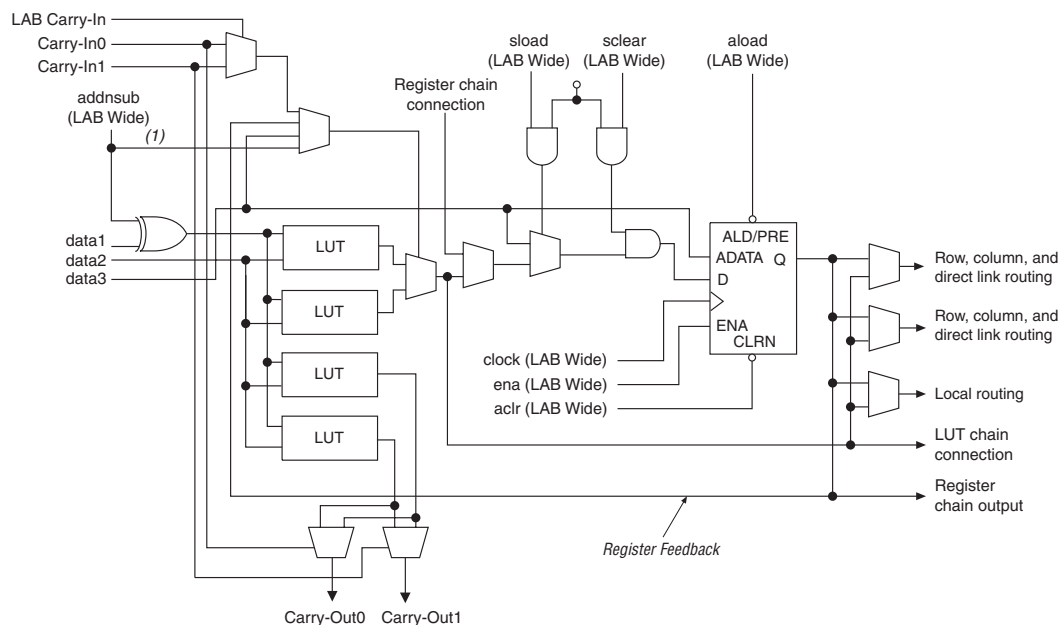 LAB Carry-In
Carry-In0
Carry-In1
addnsub
(LAB Wide)
(1)
Register chain
connection
sload
(LAB Wide)
sclear
(LAB Wide)
aload
(LAB Wide)
data1
data2
data3
LUT
LUT
LUT
LUT
ALD/PRE
ADATA Q
D
ENA
CLRN
clock (LAB Wide)
ena (LAB Wide)
aclr (LAB Wide)
Row, column, and
direct link routing
Row, column, and
direct link routing
Local routing
LUT chain
connection
Register
chain output
Register Feedback
Carry-Out0
Carry-Out1